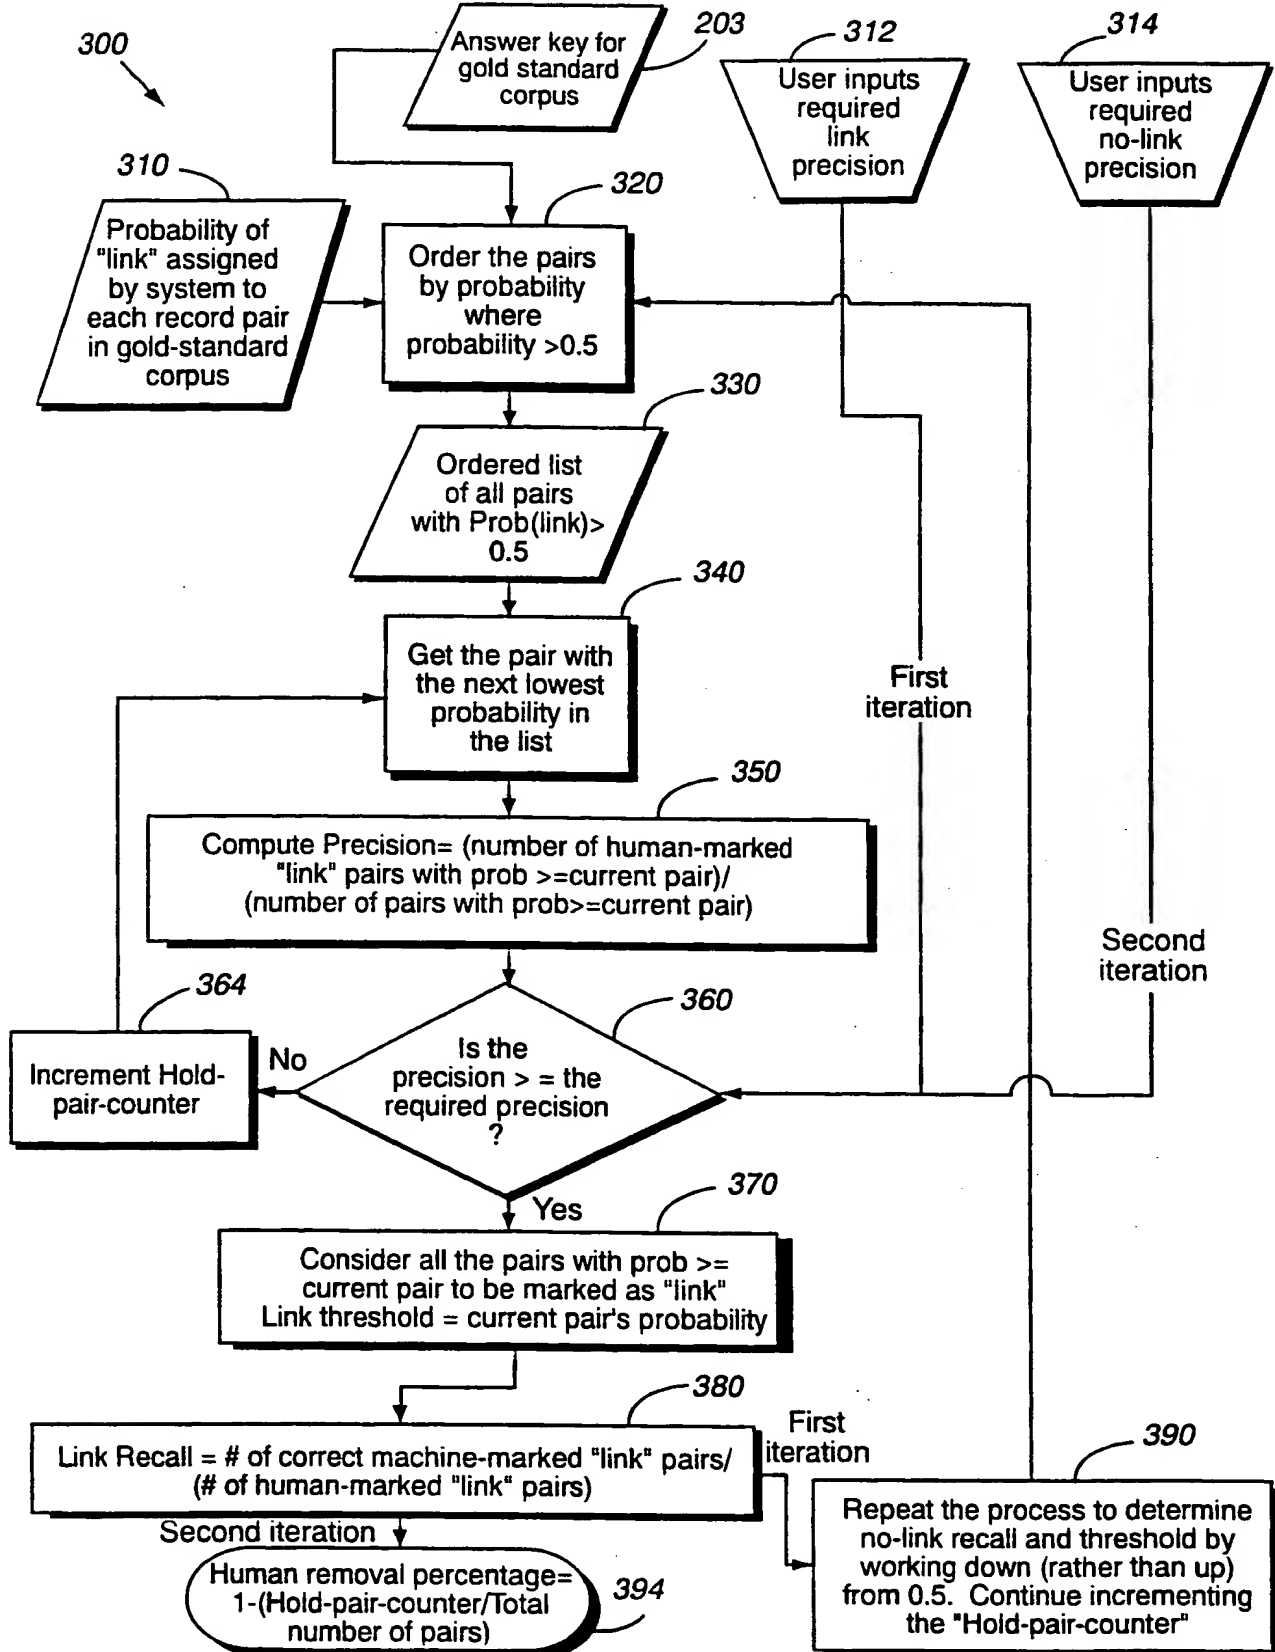 300
Answer key for
gold standard
corpus
203
312
User inputs
required
link
precision
314
User inputs
required
no-link
precision
310
Probability of
"link" assigned
by system to
each record pair
in gold-standard
corpus
320
Order the pairs
by probability
where
probability >0.5
330
Ordered list
of all pairs
with Prob(link)>
0.5
340
Get the pair with
the next lowest
probability in
the list
First
iteration
350
Compute Precision= (number of human-marked
"link" pairs with prob >=current pair)/
(number of pairs with prob>=current pair)
Second
iteration
364
Increment Hold-
pair-counter
No
360
Is the
precision > = the
required precision
?
Yes
370
Consider all the pairs with prob >=
current pair to be marked as "link"
Link threshold = current pair's probability
380
Link Recall = # of correct machine-marked "link" pairs/
(# of human-marked "link" pairs)
First
iteration
390
Repeat the process to determine
no-link recall and threshold by
working down (rather than up)
from 0.5. Continue incrementing
the "Hold-pair-counter"
Second iteration
Human removal percentage=
1-(Hold-pair-counter/Total
number of pairs)
394